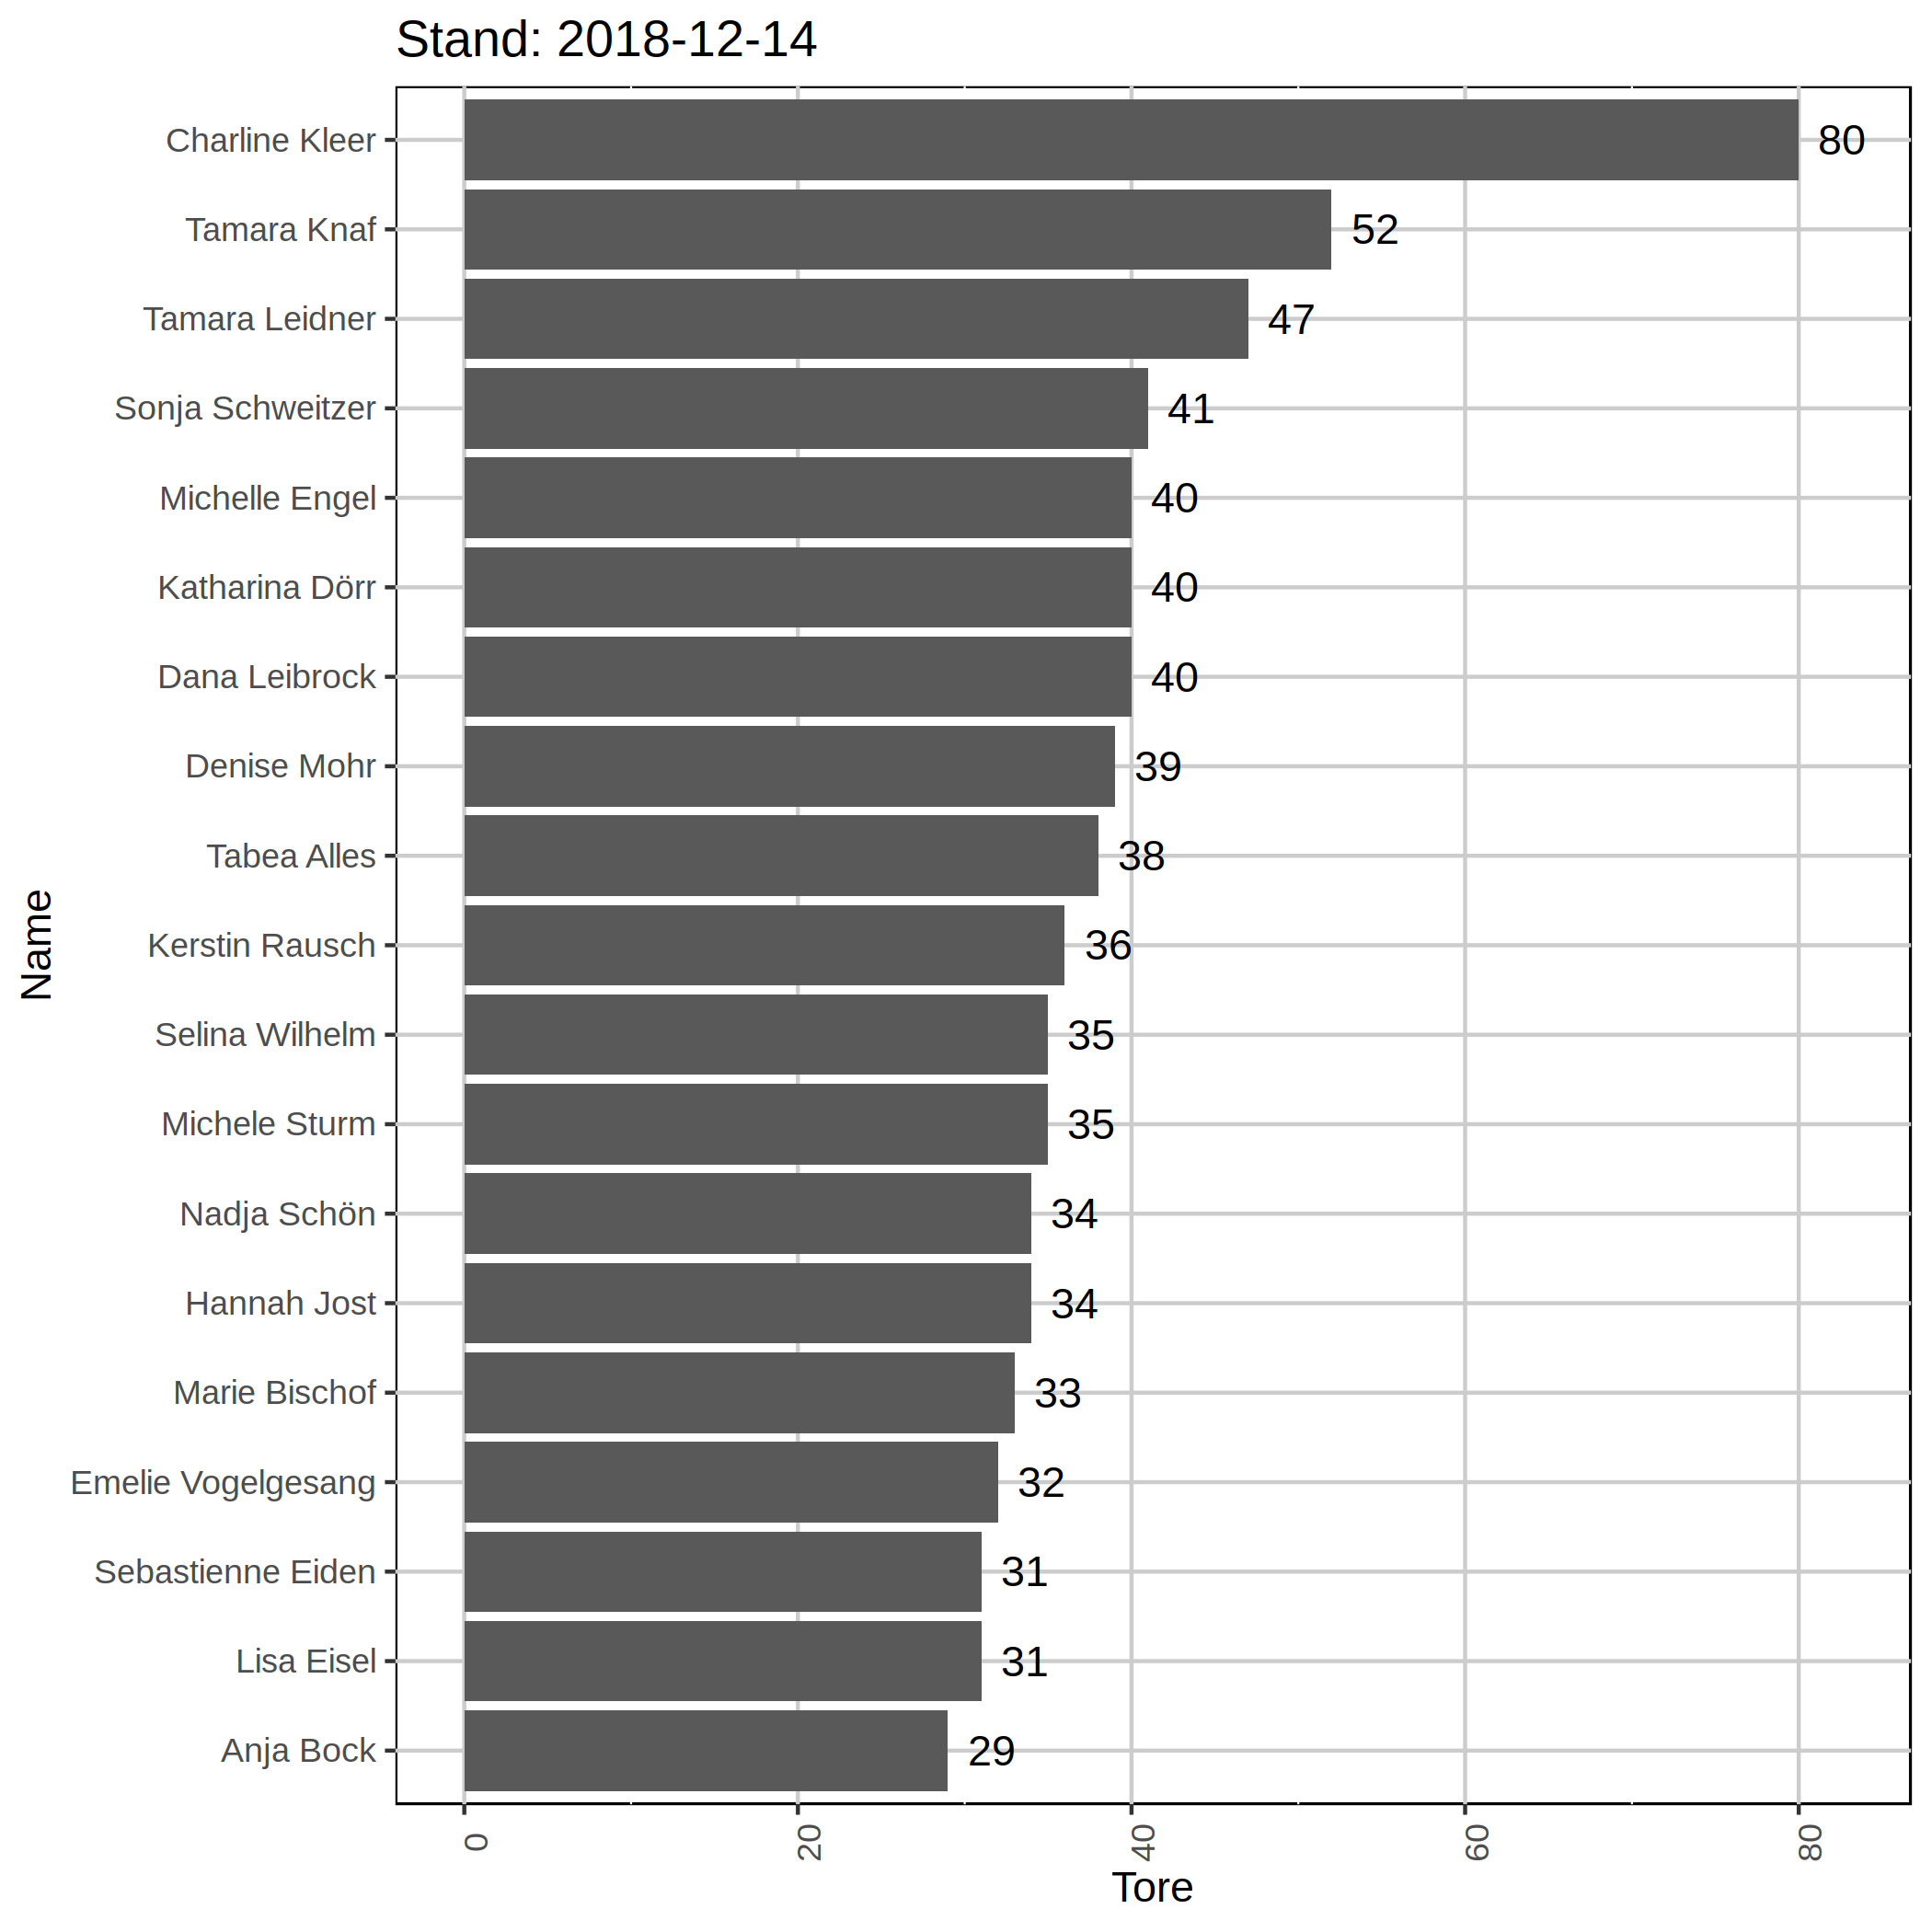 Stand: 2018-12-14
Charline Kleer 80
Tamara Knaf 52
Tamara Leidner 47
Sonja Schweitzer 41
Michelle Engel 40
Katharina Dörr 40
Dana Leibrock 40
Denise Mohr 39
Tabea Alles 38
Kerstin Rausch 36
Selina Wilhelm 35
Michele Sturm 35
Nadja Schön 34
Hannah Jost 34
Marie Bischof 33
Emelie Vogelgesang 32
Sebastienne Eiden 31
Lisa Eisel 31
Anja Bock 29
Name
0 20 40 60 80
Tore